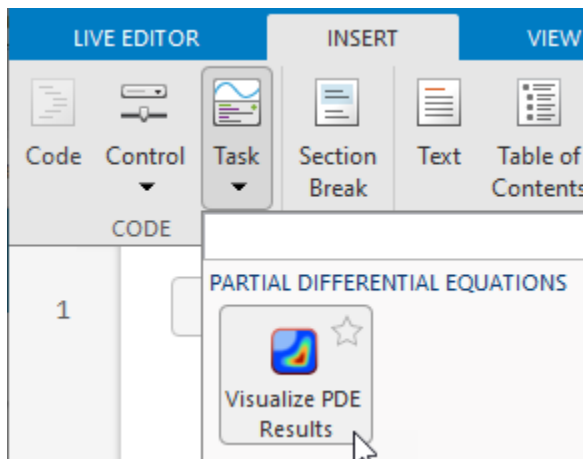 LIVE EDITOR INSERT VIEW
Code Control Task Section Break Text Table of Contents
CODE
PARTIAL DIFFERENTIAL EQUATIONS
1
Visualize PDE
Results